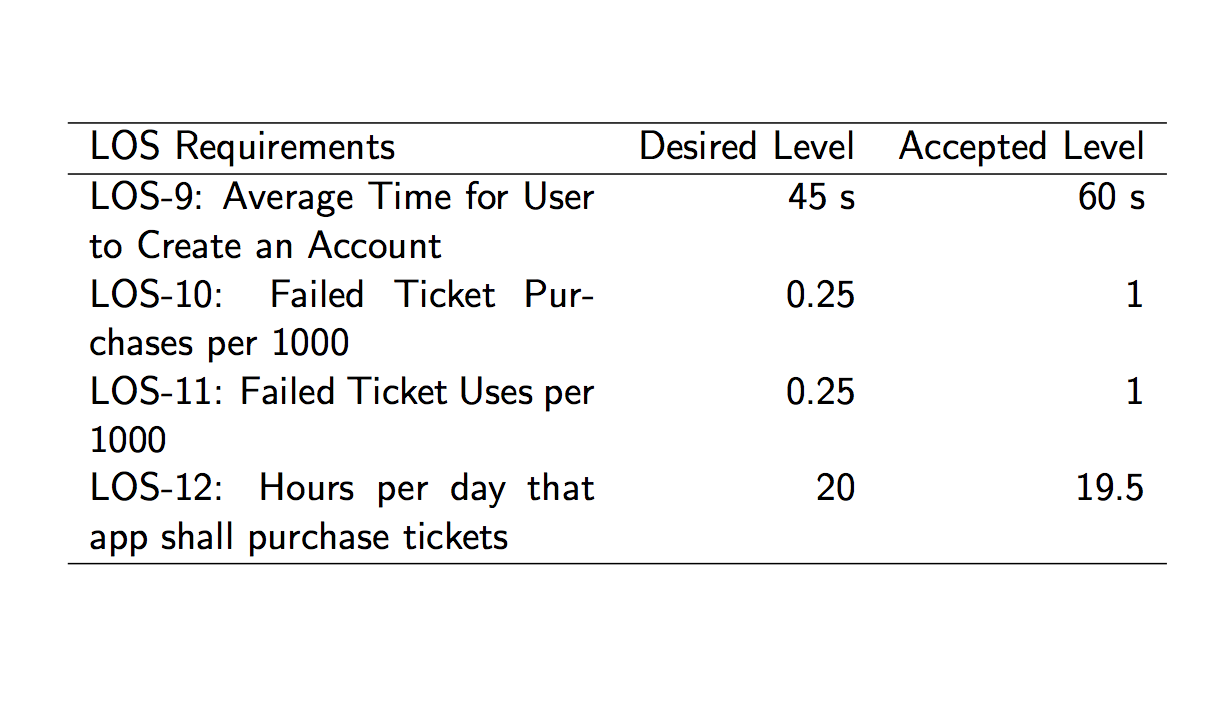 LOS Requirements Desired Level Accepted Level
LOS-9: Average Time for User 45 s 60 s
to Create an Account
LOS-10: Failed Ticket Pur- 0.25 1
chases per 1000
LOS-11: Failed Ticket Uses per 0.25 1
1000
LOS-12: Hours per day that 20 19.5
app shall purchase tickets